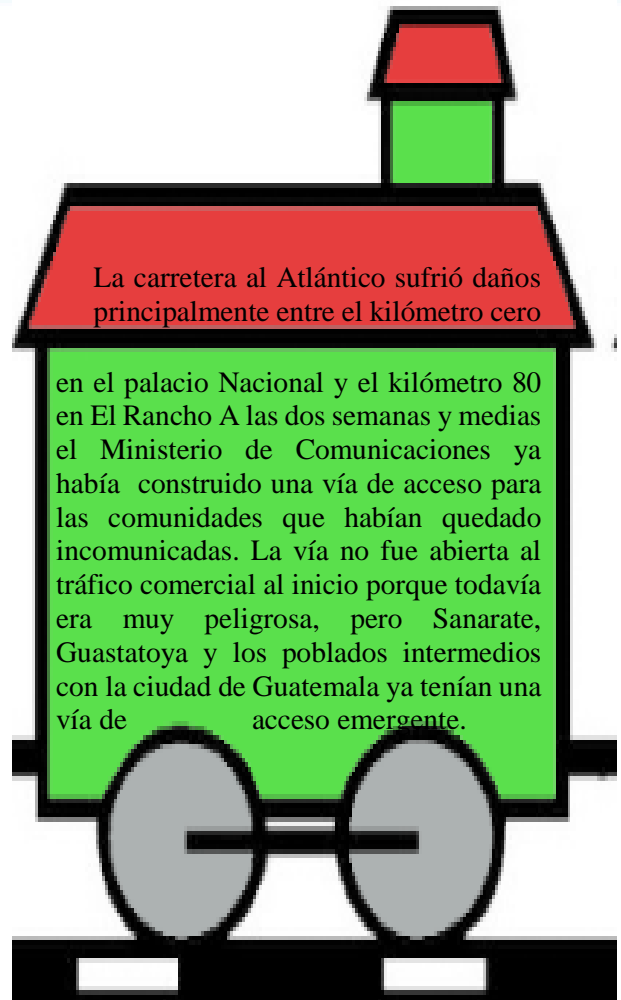 La carretera al Atlántico sufrió daños
principalmente entre el kilómetro cero
en el palacio Nacional y el kilómetro 80
en El Rancho A las dos semanas y medias
el Ministerio de Comunicaciones ya
había construido una vía de acceso para
las comunidades que habían quedado
incomunicadas. La vía no fue abierta al
tráfico comercial al inicio porque todavía
era muy peligrosa, pero Sanarate,
Guastatoya y los poblados intermedios
con la ciudad de Guatemala ya tenían una
vía de acceso emergente.